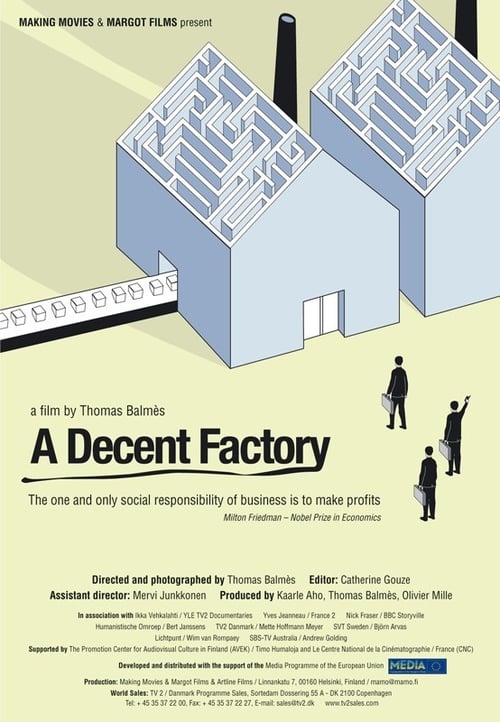 MAKING MOVIES & MARGOT FILMS present
a film by Thomas Balmès
A Decent Factory
The one and only social responsibility of business is to make profits
Milton Friedman – Nobel Prize in Economics
Directed and photographed by Thomas Balmès Editor: Catherine Gouze
Assistant director: Mervi Junkkonen Produced by Kaarle Aho, Thomas Balmès, Olivier Mille
In association with Ikka Vehkalahti / YLE TV2 Documentaries Yves Jeanneau / France 2 Nick Fraser / BBC Storyville
Humanistische Omroep / Bert Janssens TV2 Danmark / Mette Hoffmann Meyer SVT Sweden / Björn Arvas
Lichtpunt / Wim van Rompaey SBS-TV Australia / Andrew Golding
Supported by The Promotion Center for Audiovisual Culture in Finland (AVEK) / Timo Humaloja and Le Centre National de la Cinématographie / France (CNC)
Developed and distributed with the support of the Media Programme of the European Union MEDIA
Production: Making Movies & Margot Films & Artline Films / Linnankatu 7, 00160 Helsinki, Finland / mamo@mamo.fi
World Sales: TV 2 / Danmark Programme Sales, Sortedam Dossering 55 A - DK 2100 Copenhagen
Tel: + 45 35 37 22 00, Fax: + 45 35 37 22 27, E-mail: sales@tv2.dk www.tv2sales.com